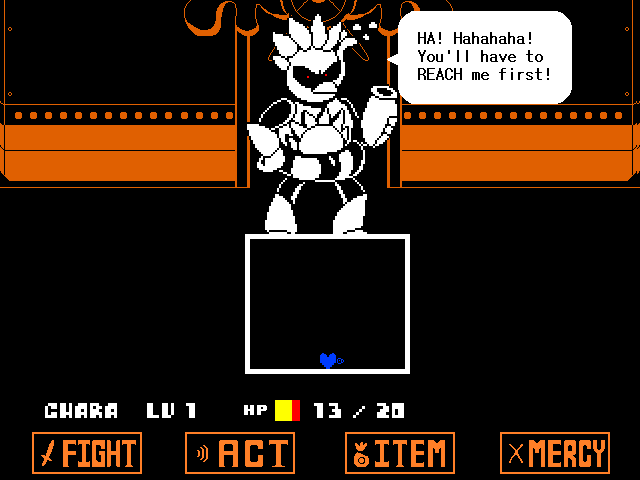 HA! Hahahaha!
You'll have to
REACH me first!
CHARA LV 1 HP 13 / 20
FIGHT ACT ITEM MERCY